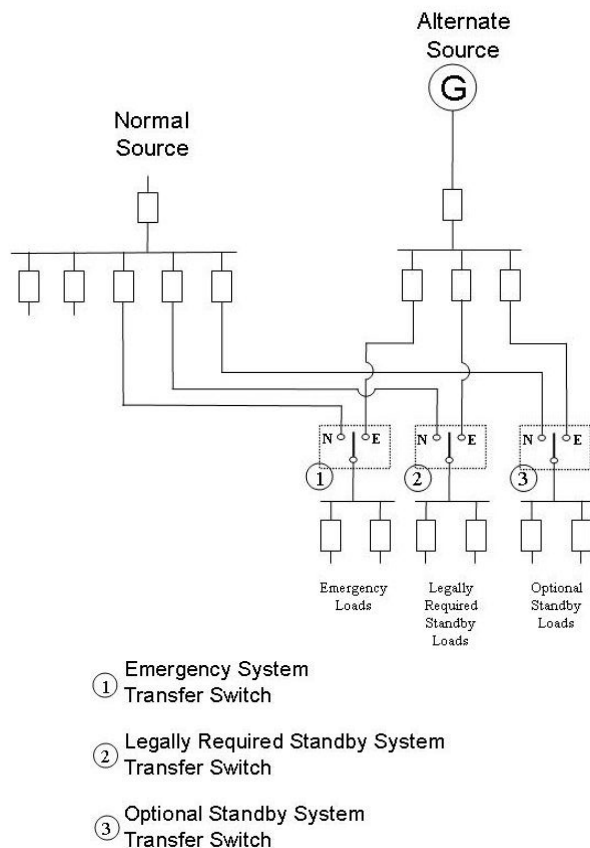 Alternate
Source
G
Normal
Source
N E
N E
N E
1
2
3
Emergency
Loads
Legally
Required
Standby
Loads
Optional
Standby
Loads
1 Emergency System
Transfer Switch
2 Legally Required Standby System
Transfer Switch
3 Optional Standby System
Transfer Switch